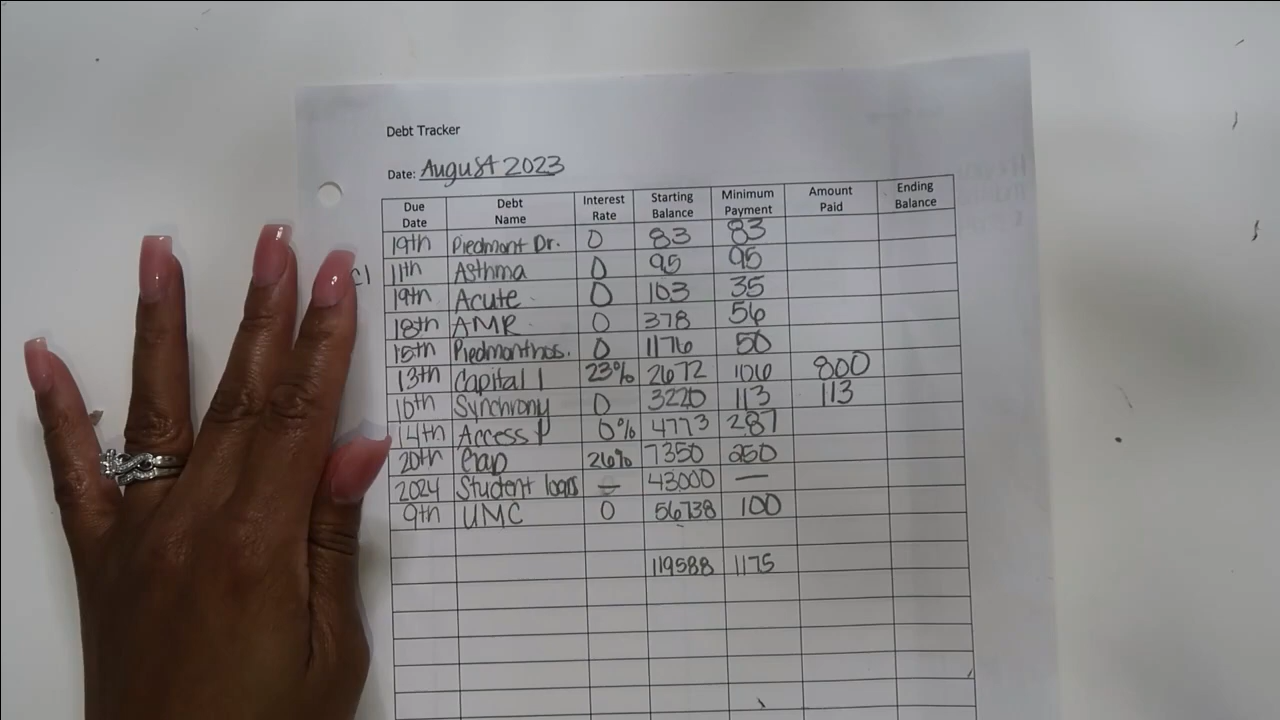 Debt Tracker
Date: August 2023
Due Date Debt Name Interest Rate Starting Balance Minimum Payment Amount Paid Ending Balance
19th Piedmont Dr. 0 83 83
11th Asthma 0 95 95
19th Acute 0 103 35
18th AMR 0 378 56
15th Piedmonthos. 0 1176 50
13th Capital 1 23% 2672 106 800
16th Synchrony 0 3220 113 113
14th Access P 0% 4773 287
20th 26% 7350 250
2024 Student loans — 43000 —
9th UMC 0 56738 100
119588 1175